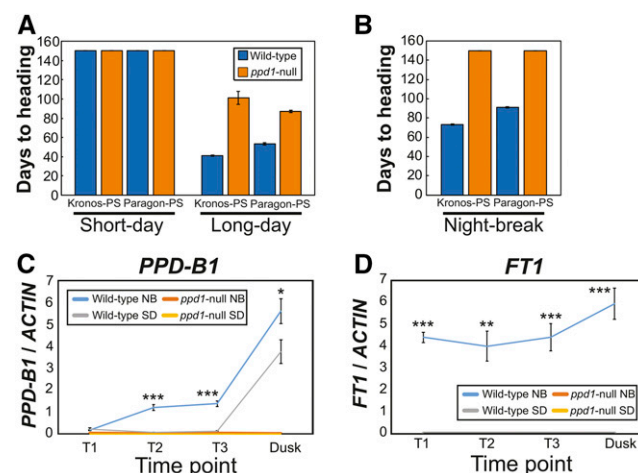 A
B
160
140
120
100
80
60
40
20
0
Days to heading
Wild-type
ppd1-null
Kronos-PS Paragon-PS Kronos-PS Paragon-PS
Short-day Long-day
160
140
120
100
80
60
40
20
0
Days to heading
Kronos-PS Paragon-PS
Night-break
C PPD-B1
7
6
5
4
3
2
1
0
PPD-B1 / ACTIN
Wild-type NB ppd1-null NB
Wild-type SD ppd1-null SD
*** *** *
T1 T2 T3 Dusk
Time point
D FT1
7
6
5
4
3
2
1
0
FT1 / ACTIN
*** ** *** ***
Wild-type NB ppd1-null NB
Wild-type SD ppd1-null SD
T1 T2 T3 Dusk
Time point